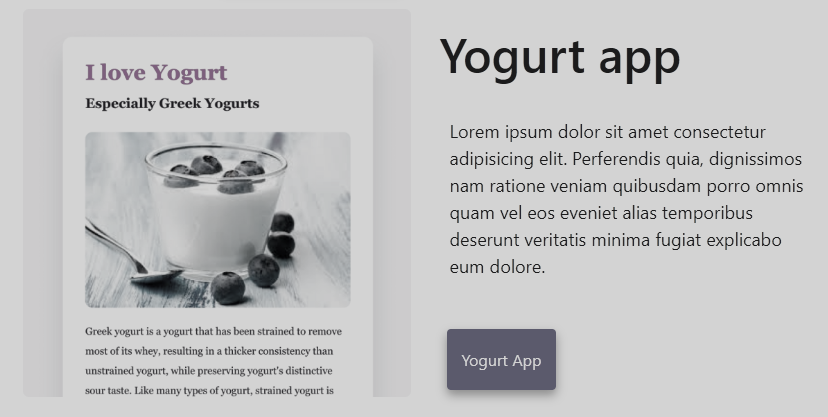 I love Yogurt
Especially Greek Yogurts
Greek yogurt is a yogurt that has been strained to remove
most of its whey, resulting in a thicker consistency than
unstrained yogurt, while preserving yogurt's distinctive
sour taste. Like many types of yogurt, strained yogurt is
Yogurt app
Lorem ipsum dolor sit amet consectetur
adipisicing elit. Perferendis quia, dignissimos
nam ratione veniam quibusdam porro omnis
quam vel eos eveniet alias temporibus
deserunt veritatis minima fugiat explicabo
eum dolore.
Yogurt App